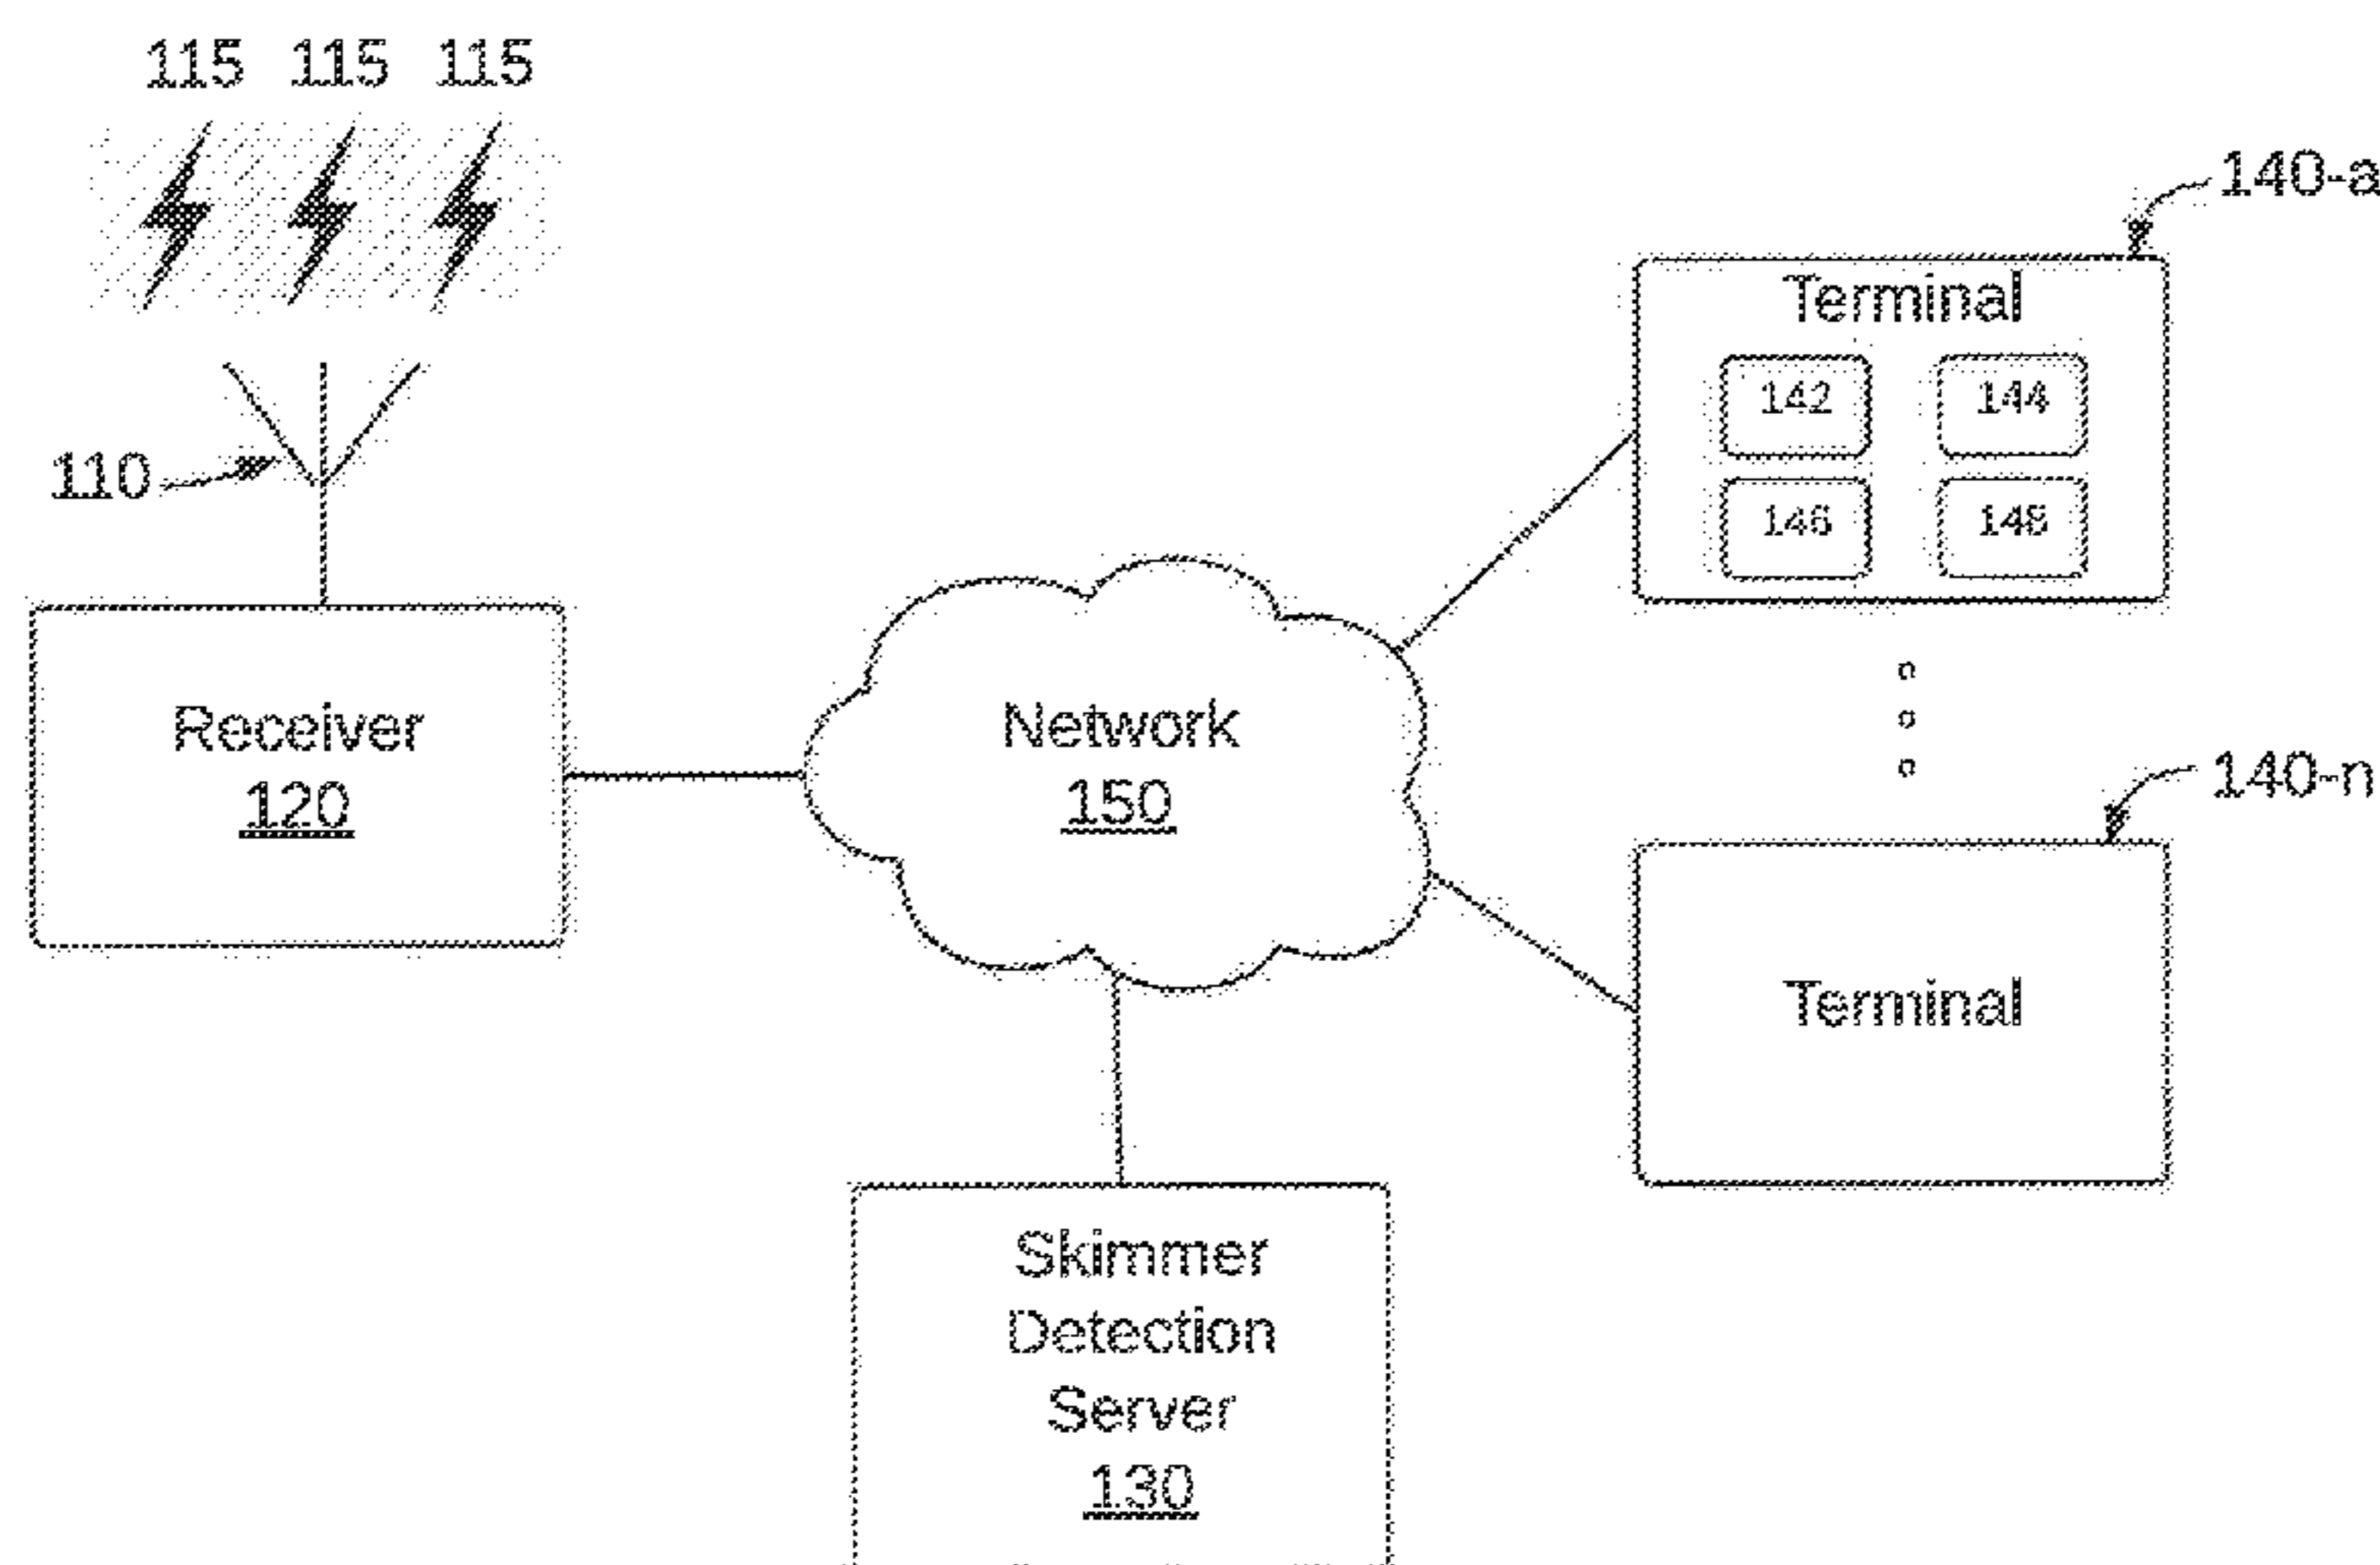 115 115 115
140-a
Terminal
142 144
110
146 148
Receiver
120
Network
150
140-n
Terminal
Skimmer
Detection
Server
130